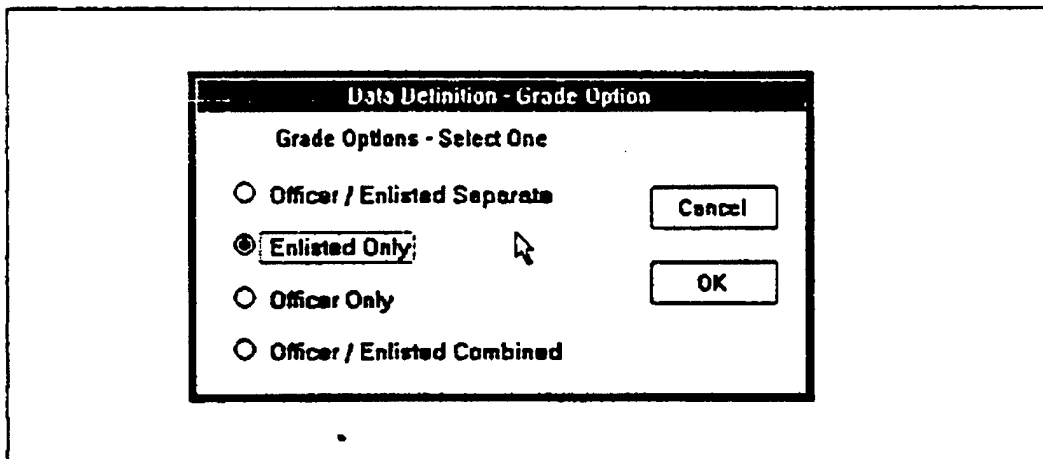 Data Definition - Grade Option
Grade Options - Select One
Officer / Enlisted Separate
Enlisted Only
Officer Only
Officer / Enlisted Combined
Cancel
OK